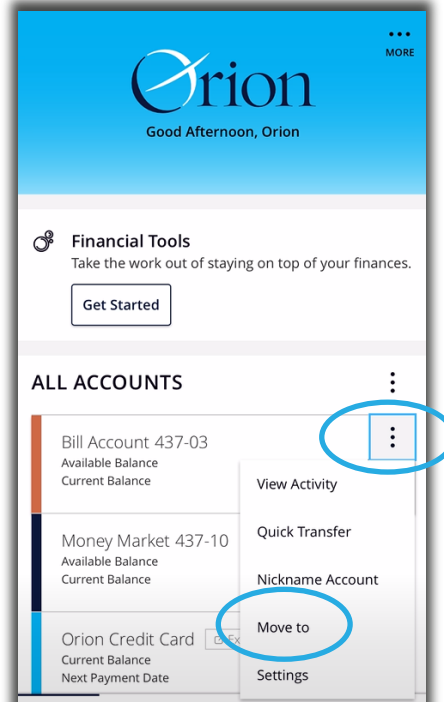 MORE
Orion
Good Afternoon, Orion
Financial Tools
Take the work out of staying on top of your finances.
Get Started
ALL ACCOUNTS
Bill Account 437-03
Available Balance
Current Balance
View Activity
Quick Transfer
Money Market 437-10
Available Balance
Current Balance
Nickname Account
Move to
Orion Credit Card
Current Balance
Next Payment Date
Settings